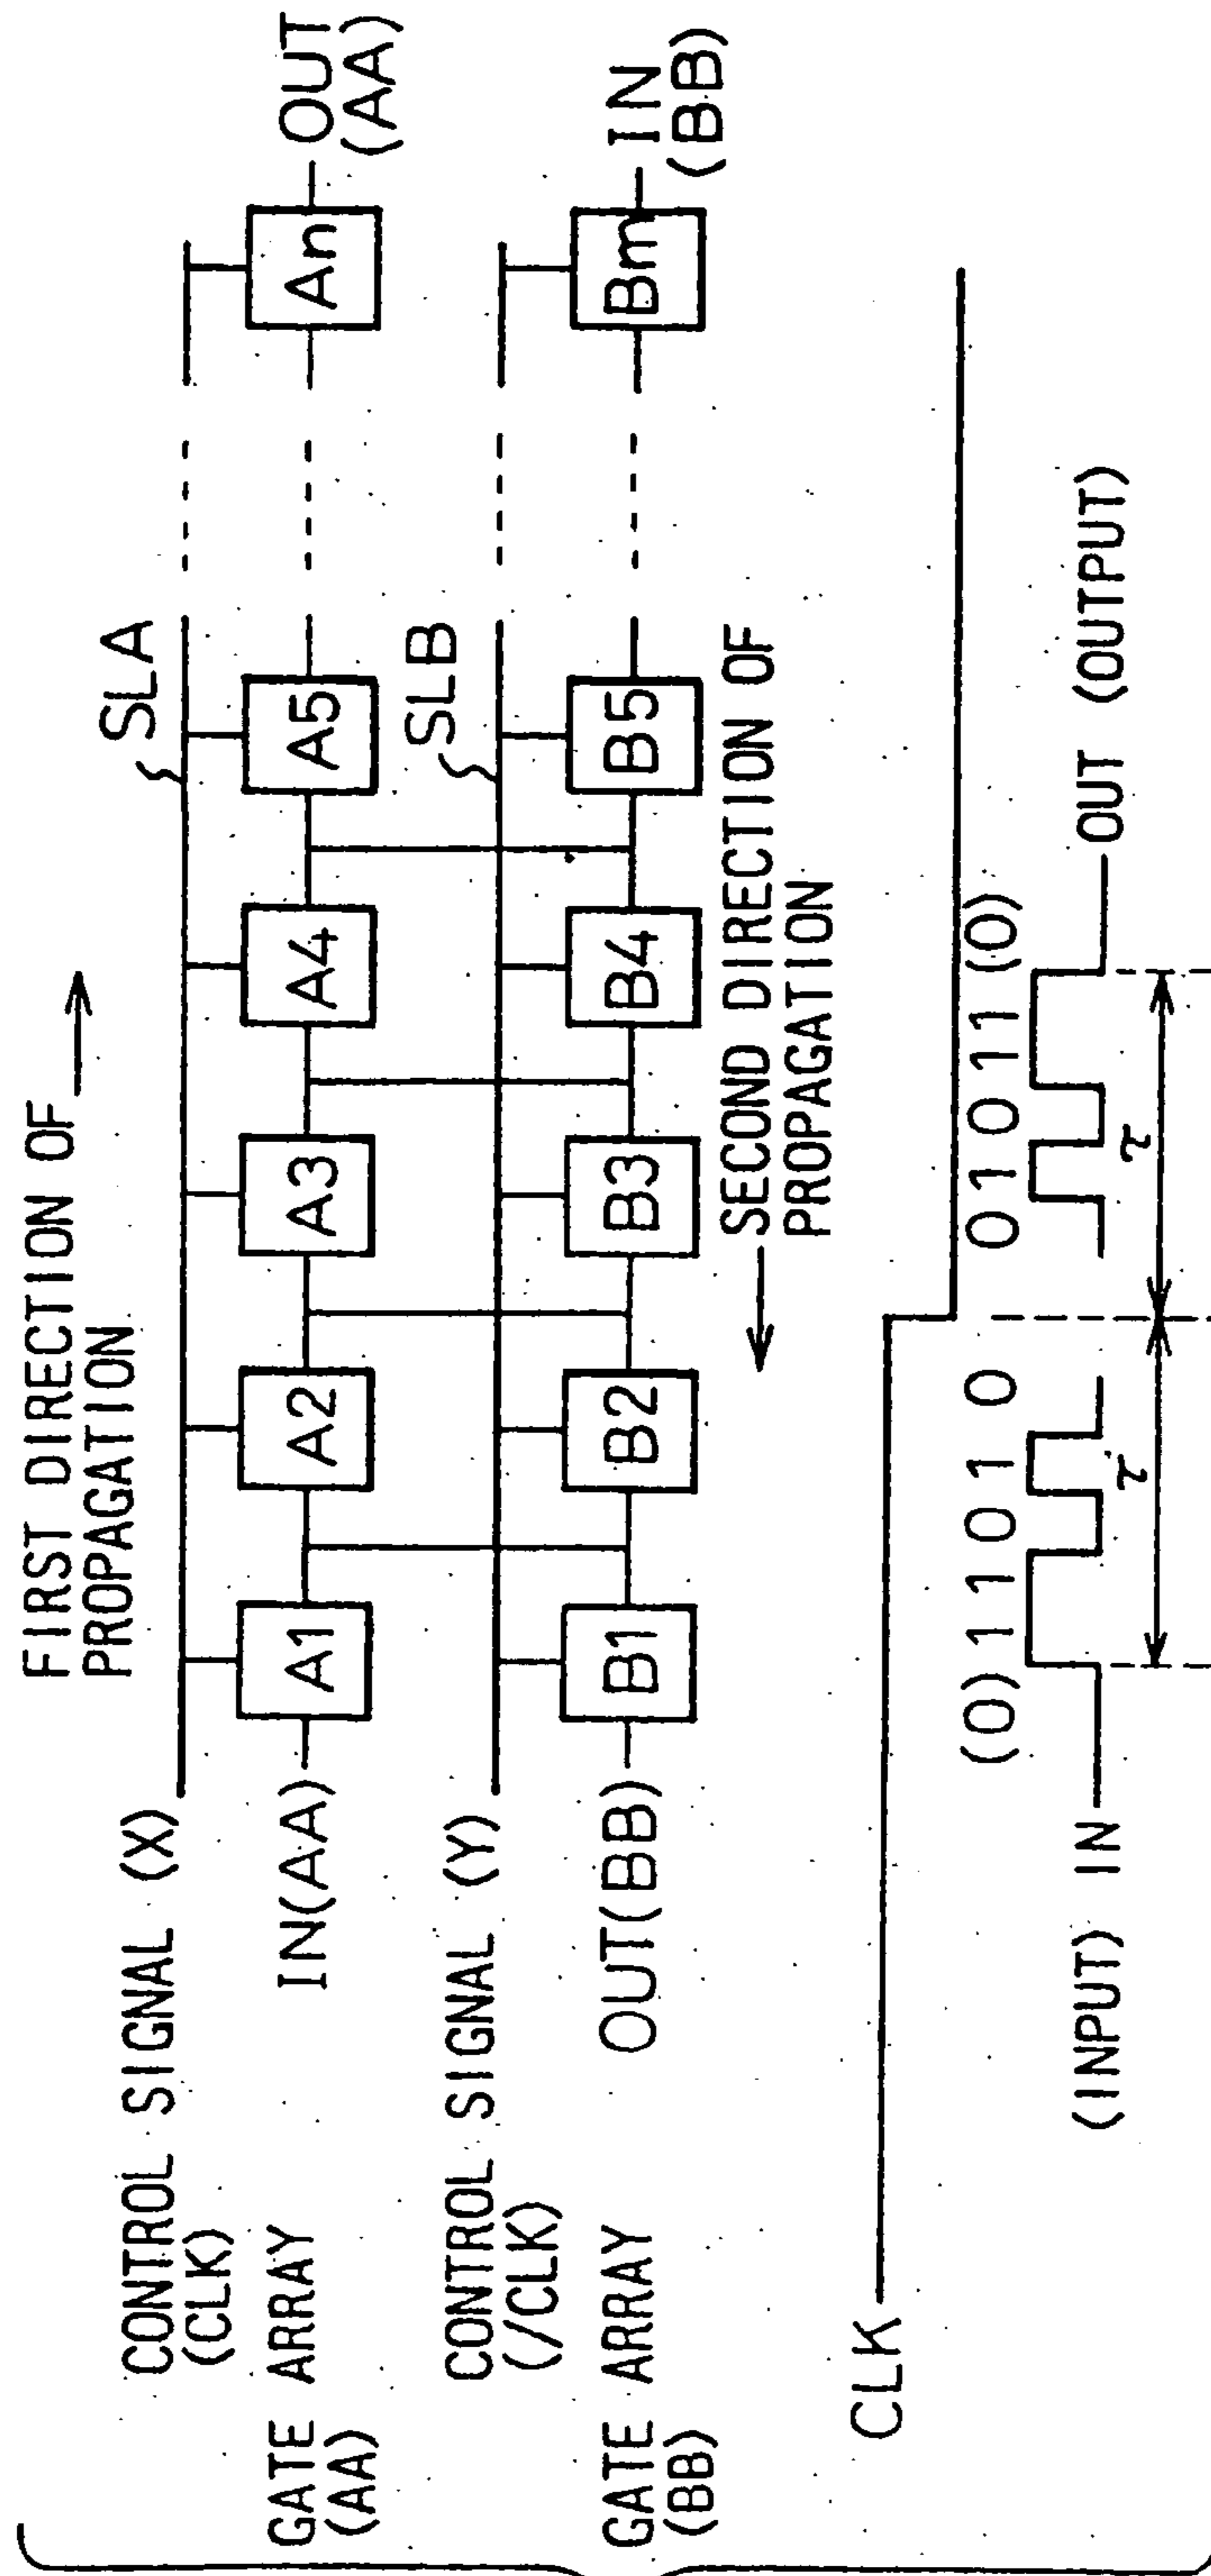 FIRST DIRECTION OF
PROPAGATION
CONTROL SIGNAL (X)
(CLK)
SLA
GATE ARRAY
(AA)
IN(AA)
A1
A2
A3
A4
A5
An
OUT
(AA)
CONTROL SIGNAL (Y)
(/CLK)
SLB
GATE ARRAY
(BB)
OUT(BB)
B1
B2
B3
B4
B5
Bm
IN
(BB)
SECOND DIRECTION OF
PROPAGATION
CLK
(0) 1 1 0 1 0
0 1 0 1 1 (0)
(INPUT) IN
OUT (OUTPUT)
τ
τ